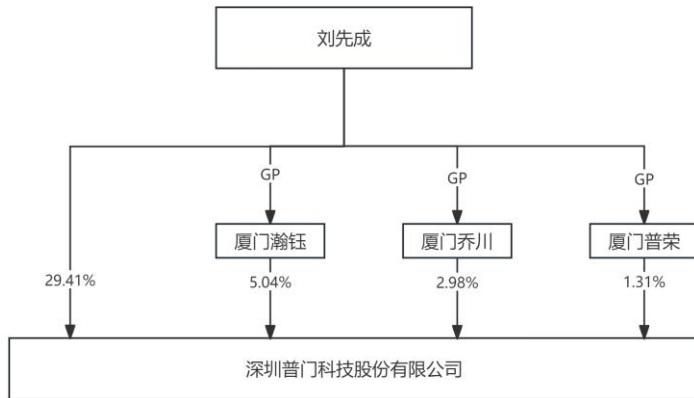 刘先成
GP
GP
GP
厦门瀚钰
厦门乔川
厦门普荣
29.41%
5.04%
2.98%
1.31%
深圳普门科技股份有限公司